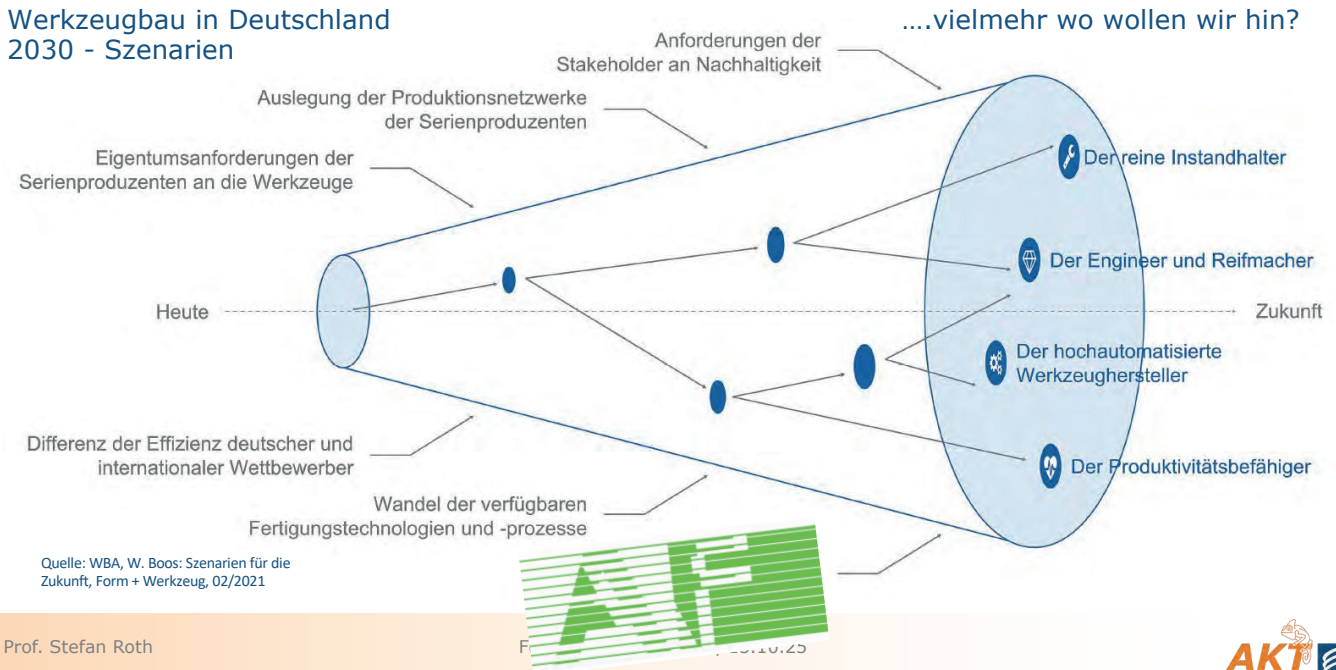 Werkzeugbau in Deutschland
2030 - Szenarien
….vielmehr wo wollen wir hin?
Anforderungen der
Stakeholder an Nachhaltigkeit
Auslegung der Produktionsnetzwerke
der Serienproduzenten
Eigentumsanforderungen der
Serienproduzenten an die Werkzeuge
Der reine Instandhalter
Der Engineer und Reifmacher
Heute
Zukunft
Der hochautomatisierte
Werkzeughersteller
Der Produktivitätsbefähiger
Differenz der Effizienz deutscher und
internationaler Wettbewerber
Wandel der verfügbaren
Fertigungstechnologien und -prozesse
Quelle: WBA, W. Boos: Szenarien für die
Zukunft, Form + Werkzeug, 02/2021
AKF
Prof. Stefan Roth
AKT